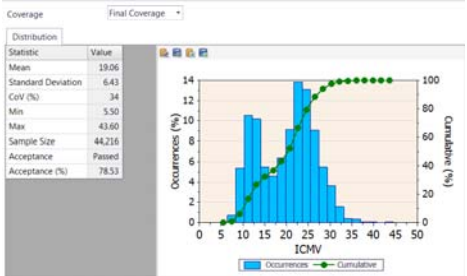 Coverage Final Coverage
Distribution
Statistic Value
Mean 19.06
Standard Deviation 6.43
CoV (%) 34
Min 5.50
Max 43.60
Sample Size 44,216
Acceptance Passed
Acceptance (%) 78.53
Occurrences (%)
14
12
10
8
6
4
2
0
0 5 10 15 20 25 30 35 40 45 50
ICMV
100
80
60
40
20
0
Cumulative (%)
Occurrences Cumulative